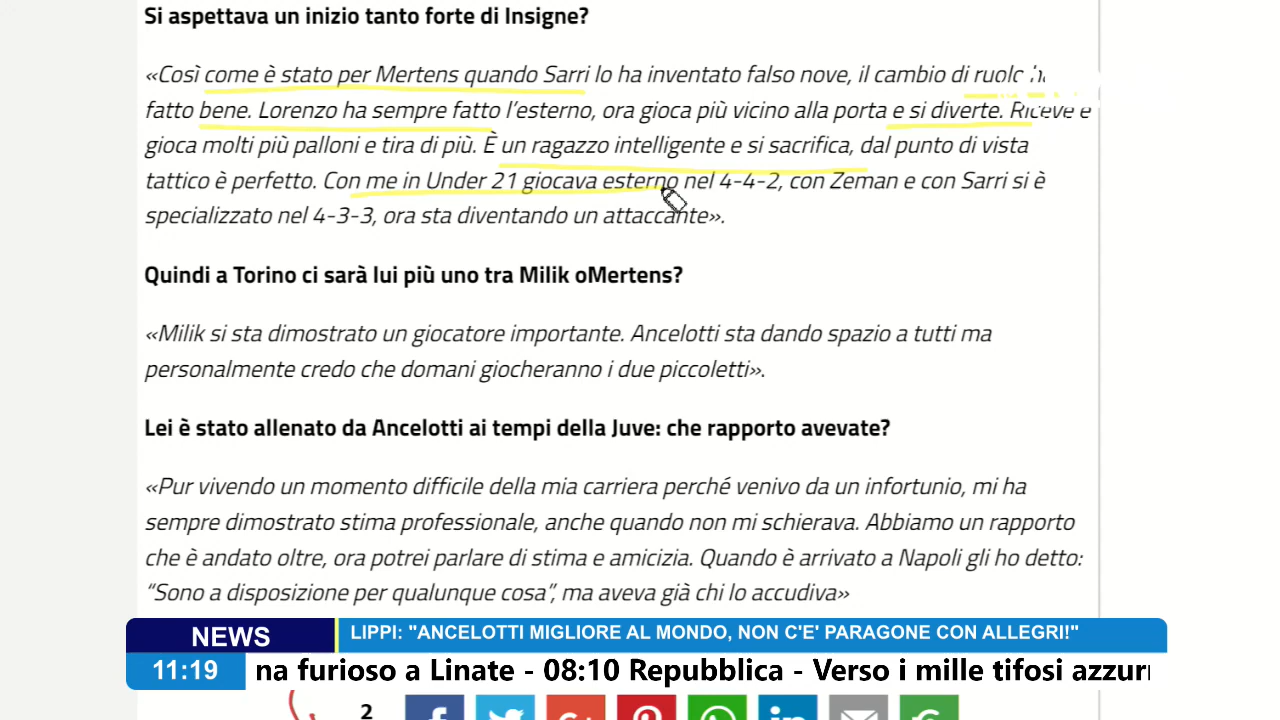 Si aspettava un inizio tanto forte di Insigne?
«Così come è stato per Mertens quando Sarri lo ha inventato falso nove, il cambio di ruolo ha
fatto bene. Lorenzo ha sempre fatto l'esterno, ora gioca più vicino alla porta e si diverte. Riceve e
gioca molti più palloni e tira di più. È un ragazzo intelligente e si sacrifica, dal punto di vista
tattico è perfetto. Con me in Under 21 giocava esterno nel 4-4-2, con Zeman e con Sarri si è
specializzato nel 4-3-3, ora sta diventando un attaccante».
Quindi a Torino ci sarà lui più uno tra Milik oMertens?
«Milik si sta dimostrato un giocatore importante. Ancelotti sta dando spazio a tutti ma
personalmente credo che domani giocheranno i due piccoletti».
Lei è stato allenato da Ancelotti ai tempi della Juve: che rapporto avevate?
«Pur vivendo un momento difficile della mia carriera perché venivo da un infortunio, mi ha
sempre dimostrato stima professionale, anche quando non mi schierava. Abbiamo un rapporto
che è andato oltre, ora potrei parlare di stima e amicizia. Quando è arrivato a Napoli gli ho detto:
“Sono a disposizione per qualunque cosa”, ma aveva già chi lo accudiva»
NEWS
LIPPI: "ANCELOTTI MIGLIORE AL MONDO, NON C'E' PARAGONE CON ALLEGRI!"
11:19
na furioso a Linate - 08:10 Repubblica - Verso i mille tifosi azzurr
2